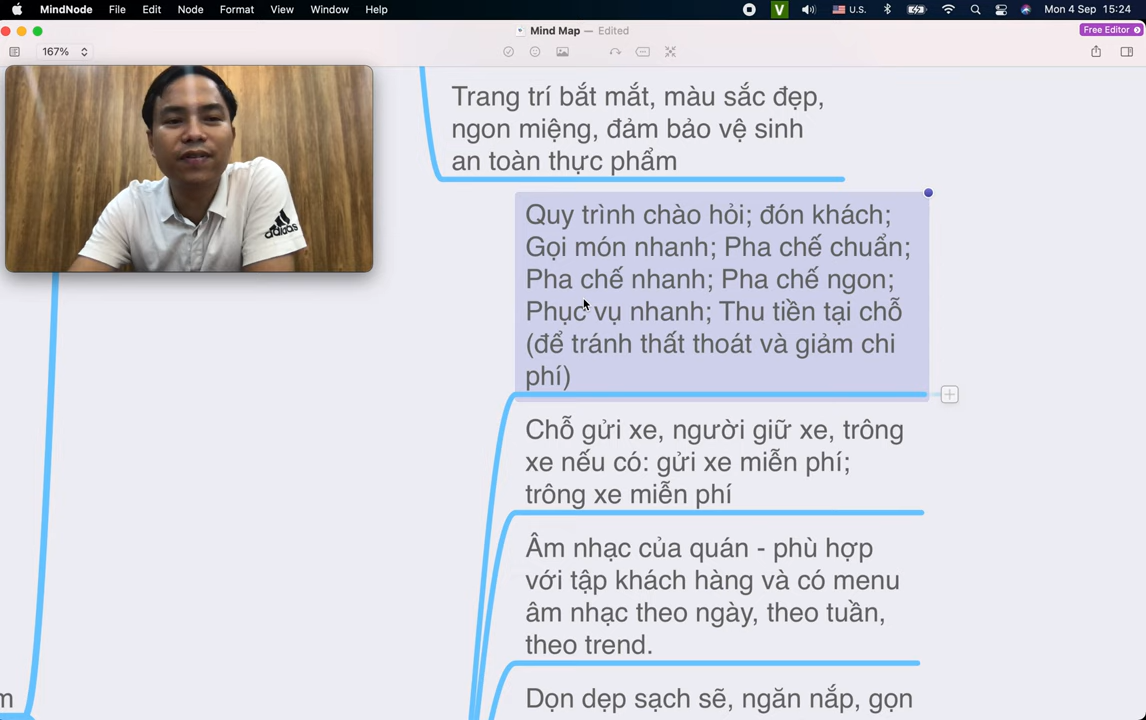 MindNode File Edit Node Format View Window Help V U.S. Mon 4 Sep 15:24
Mind Map — Edited
Free Editor
167%
adidas
Trang trí bắt mắt, màu sắc đẹp,
ngon miệng, đảm bảo vệ sinh
an toàn thực phẩm
Quy trình chào hỏi; đón khách;
Gọi món nhanh; Pha chế chuẩn;
Pha chế nhanh; Pha chế ngon;
Phục vụ nhanh; Thu tiền tại chỗ
(để tránh thất thoát và giảm chi
phí)
Chỗ gửi xe, người giữ xe, trông
xe nếu có: gửi xe miễn phí;
trông xe miễn phí
Âm nhạc của quán - phù hợp
với tập khách hàng và có menu
âm nhạc theo ngày, theo tuần,
theo trend.
Dọn dẹp sạch sẽ, ngăn nắp, gọn